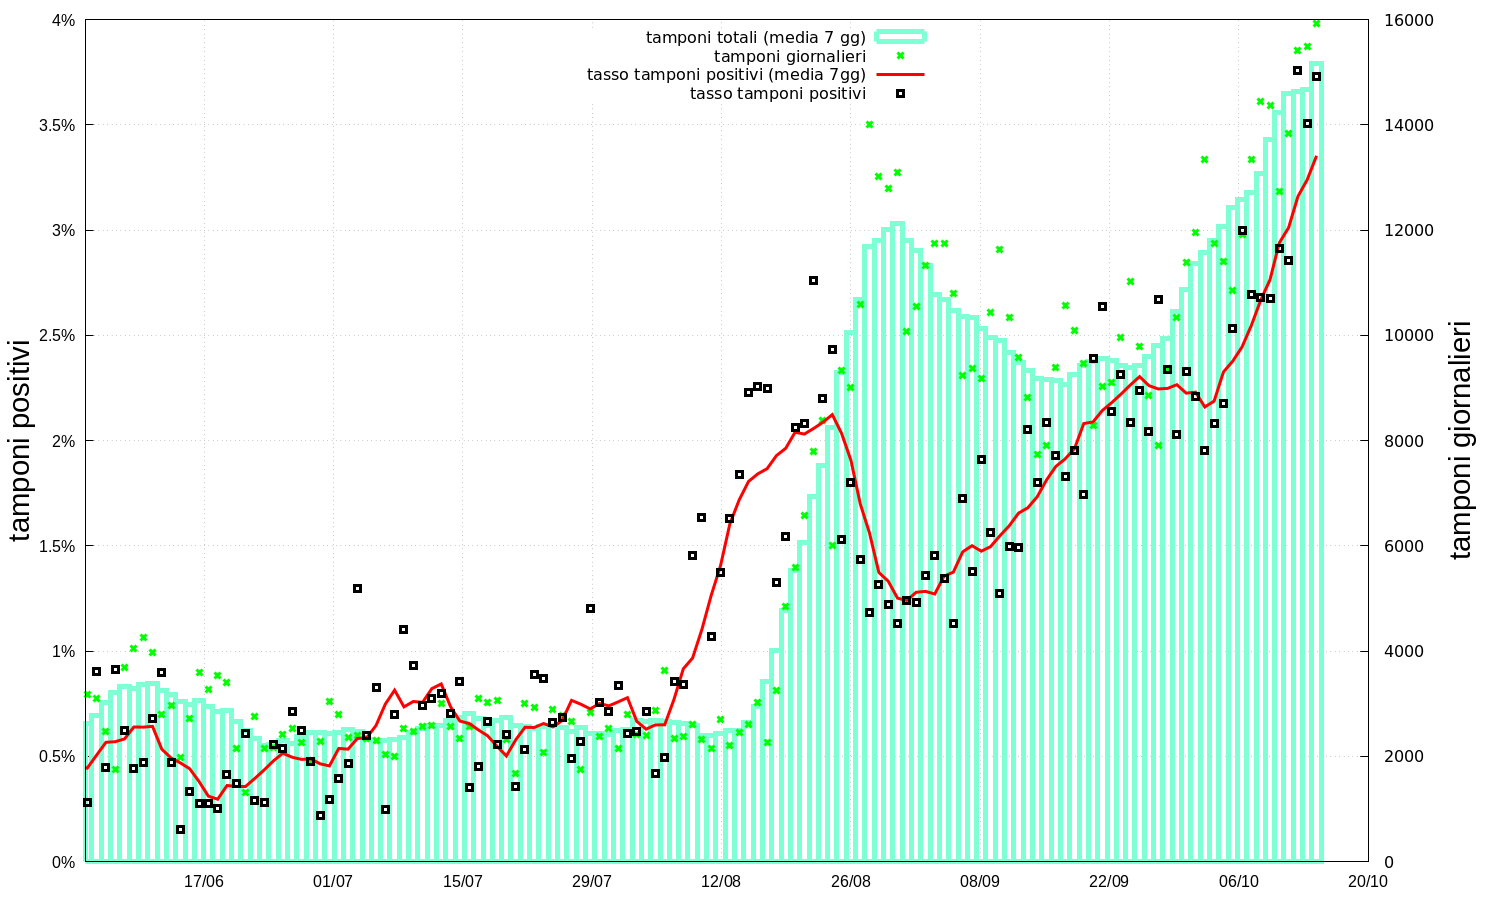 tamponi totali (media 7 gg)
tamponi giornalieri
tasso tamponi positivi (media 7gg)
tasso tamponi positivi
4%
3.5%
3%
2.5%
2%
1.5%
1%
0.5%
0%
tamponi positivi
16000
14000
12000
10000
8000
6000
4000
2000
0
tamponi giornalieri
17/06 01/07 15/07 29/07 12/08 26/08 08/09 22/09 06/10 20/10